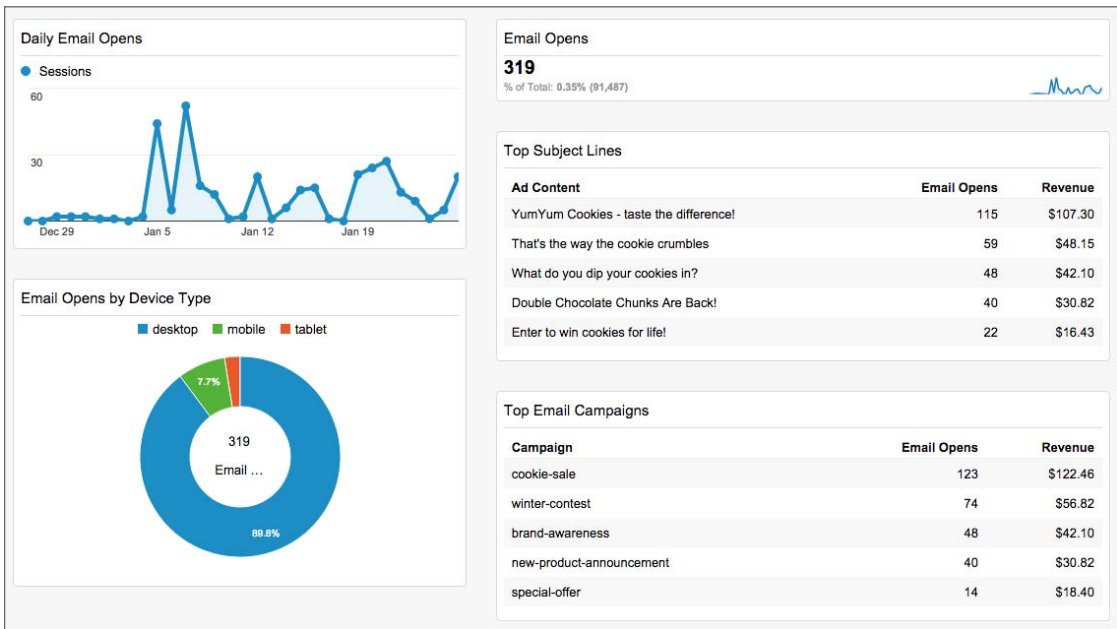 Daily Email Opens
Sessions
60
30
Dec 29 Jan 5 Jan 12 Jan 19
Email Opens by Device Type
desktop mobile tablet
7.7%
319
Email ...
89.8%
Email Opens
319
% of Total: 0.35% (91,487)
Top Subject Lines
Ad Content Email Opens Revenue
YumYum Cookies - taste the difference! 115 $107.30
That's the way the cookie crumbles 59 $48.15
What do you dip your cookies in? 48 $42.10
Double Chocolate Chunks Are Back! 40 $30.82
Enter to win cookies for life! 22 $16.43
Top Email Campaigns
Campaign Email Opens Revenue
cookie-sale 123 $122.46
winter-contest 74 $56.82
brand-awareness 48 $42.10
new-product-announcement 40 $30.82
special-offer 14 $18.40